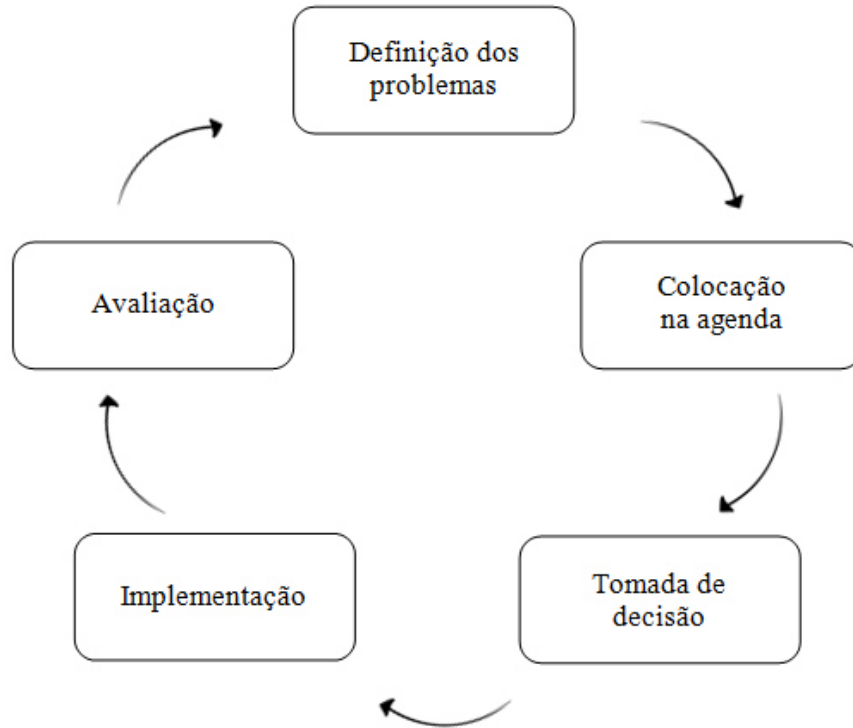 Definição dos
problemas
Colocação
na agenda
Tomada de
decisão
Implementação
Avaliação